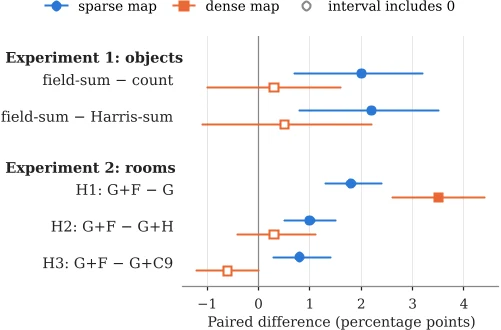 sparse map   dense map   interval includes 0
Experiment 1: objects
field-sum − count
field-sum − Harris-sum
Experiment 2: rooms
H1: G+F − G
H2: G+F − G+H
H3: G+F − G+C9
−1 0 1 2 3 4
Paired difference (percentage points)